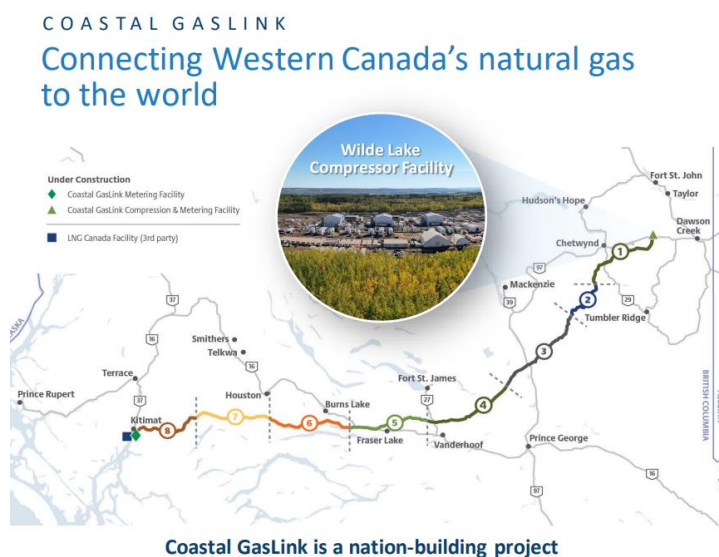 COASTAL GASLINK
Connecting Western Canada's natural gas
to the world
Wilde Lake
Compressor Facility
Under Construction
Coastal GasLink Metering Facility
Coastal GasLink Compression & Metering Facility
LNG Canada Facility (3rd party)
Fort St. John
Taylor
Hudson's Hope
Dawson
Creek
Chetwynd
1
97
Mackenzie
2
39
29
Tumbler Ridge
37
16
Smithers
Telkwa
16
3
BRITISH COLUMBIA
Terrace
Prince Rupert
37
Houston
Fort St. James
27
4
Burns Lake
Kitimat
8
7
6
5
Fraser Lake
Vanderhoof
Prince George
16
97
Coastal GasLink is a nation-building project